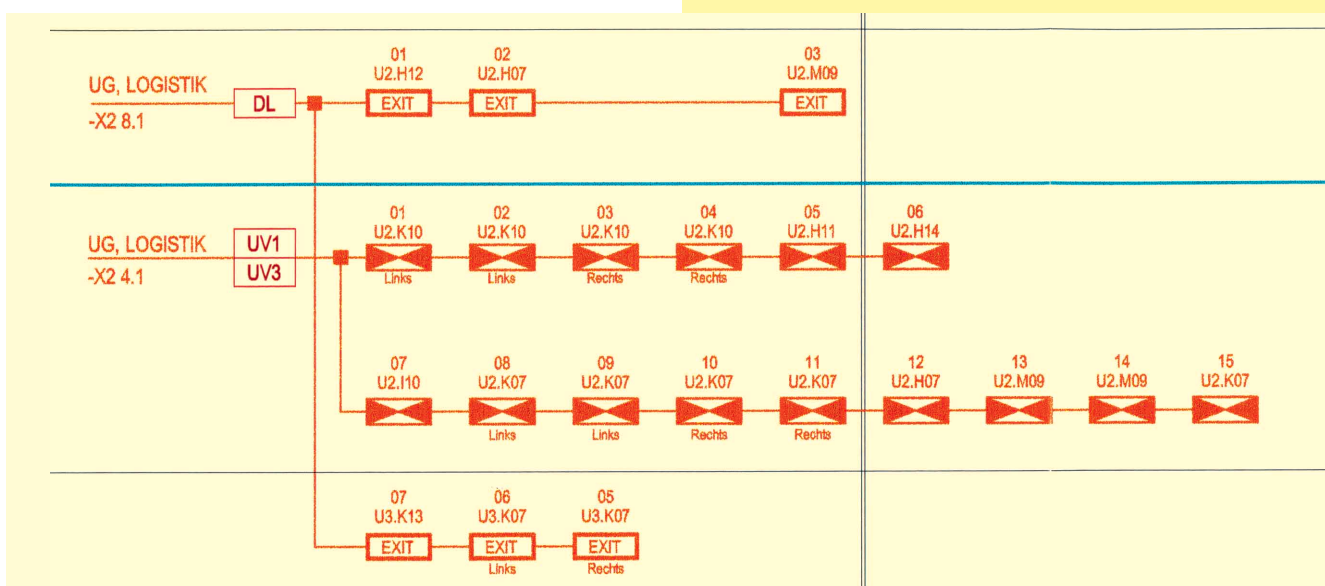 01 02 03
U2.H12 U2.H07 U2.M09
UG, LOGISTIK DL EXIT EXIT EXIT
-X2 8.1
01 02 03 04 05 06
U2.K10 U2.K10 U2.K10 U2.K10 U2.H11 U2.H14
UG, LOGISTIK UV1
-X2 4.1 UV3
Links Links Rechts Rechts
07 08 09 10 11 12 13 14 15
U2.I10 U2.K07 U2.K07 U2.K07 U2.K07 U2.H07 U2.M09 U2.M09 U2.K07
Links Links Rechts Rechts
07 06 05
U3.K13 U3.K07 U3.K07
EXIT EXIT EXIT
Links Rechts